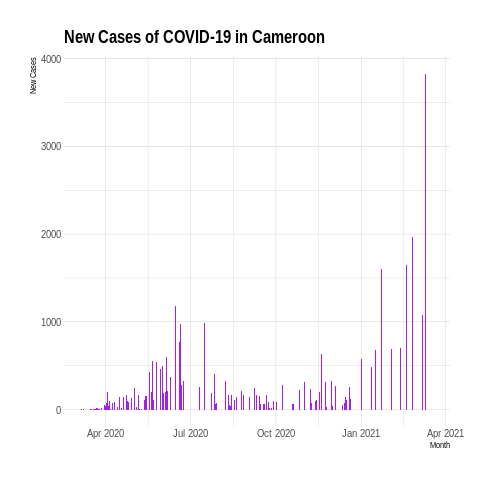 New Cases of COVID-19 in Cameroon
New Cases
4000
3000
2000
1000
0
Apr 2020 Jul 2020 Oct 2020 Jan 2021 Apr 2021
Month